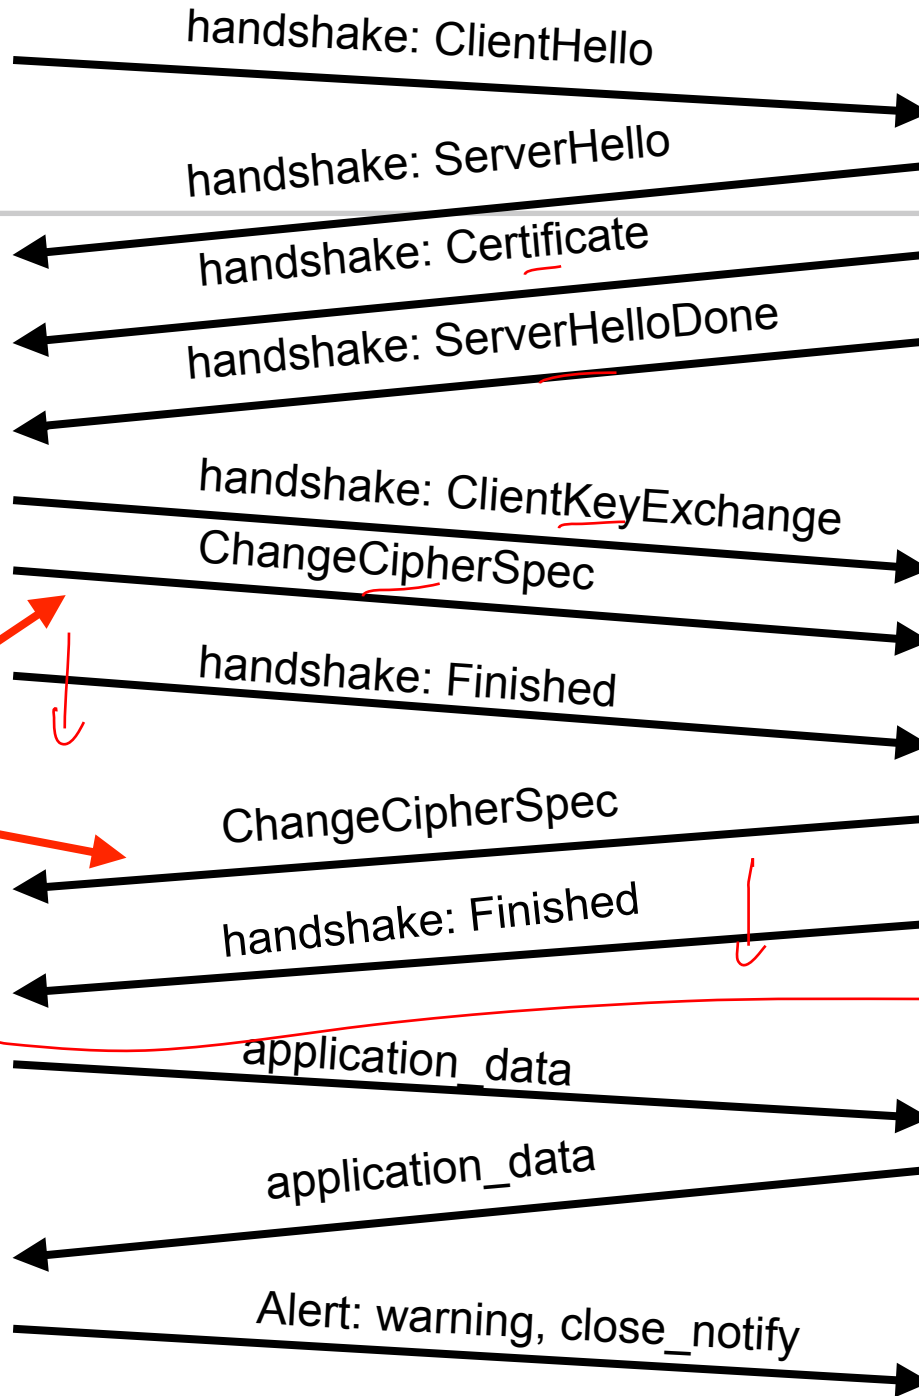 handshake: ClientHello
handshake: ServerHello
handshake: Certificate
handshake: ServerHelloDone
handshake: ClientKeyExchange
ChangeCipherSpec
handshake: Finished
ChangeCipherSpec
handshake: Finished
application_data
application_data
Alert: warning, close_notify